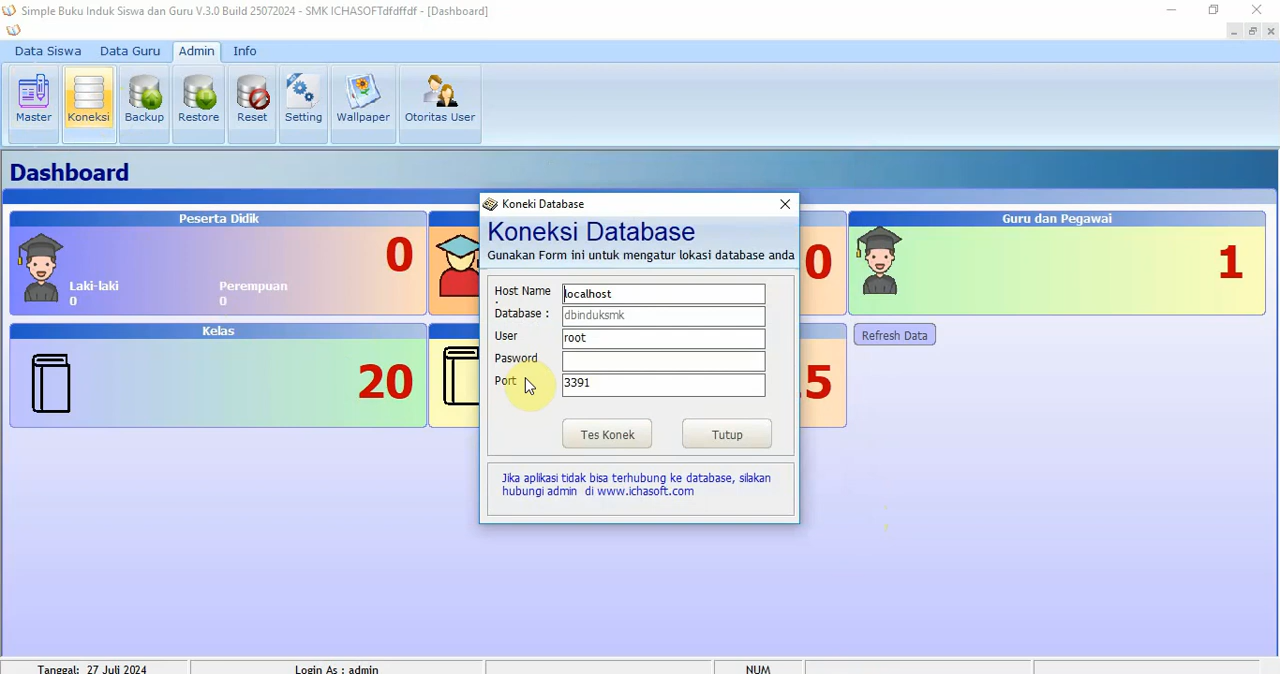 Simple Buku Induk Siswa dan Guru V.3.0 Build 25072024 - SMK ICHASOFTdfdffdf - [Dashboard]
Data Siswa Data Guru Admin Info
Master Koneksi Backup Restore Reset Setting Wallpaper Otoritas User
Dashboard
Peserta Didik
0
Laki-laki Perempuan
0 0
0
Guru dan Pegawai
1
Kelas
20
5
Refresh Data
Koneki Database
Koneksi Database
Gunakan Form ini untuk mengatur lokasi database anda
Host Name : localhost
Database : dbinduksmk
User root
Pasword
Port 3391
Tes Konek Tutup
Jika aplikasi tidak bisa terhubung ke database, silakan
hubungi admin di www.ichasoft.com
Tanggal: 27 Juli 2024 Login As : admin NUM